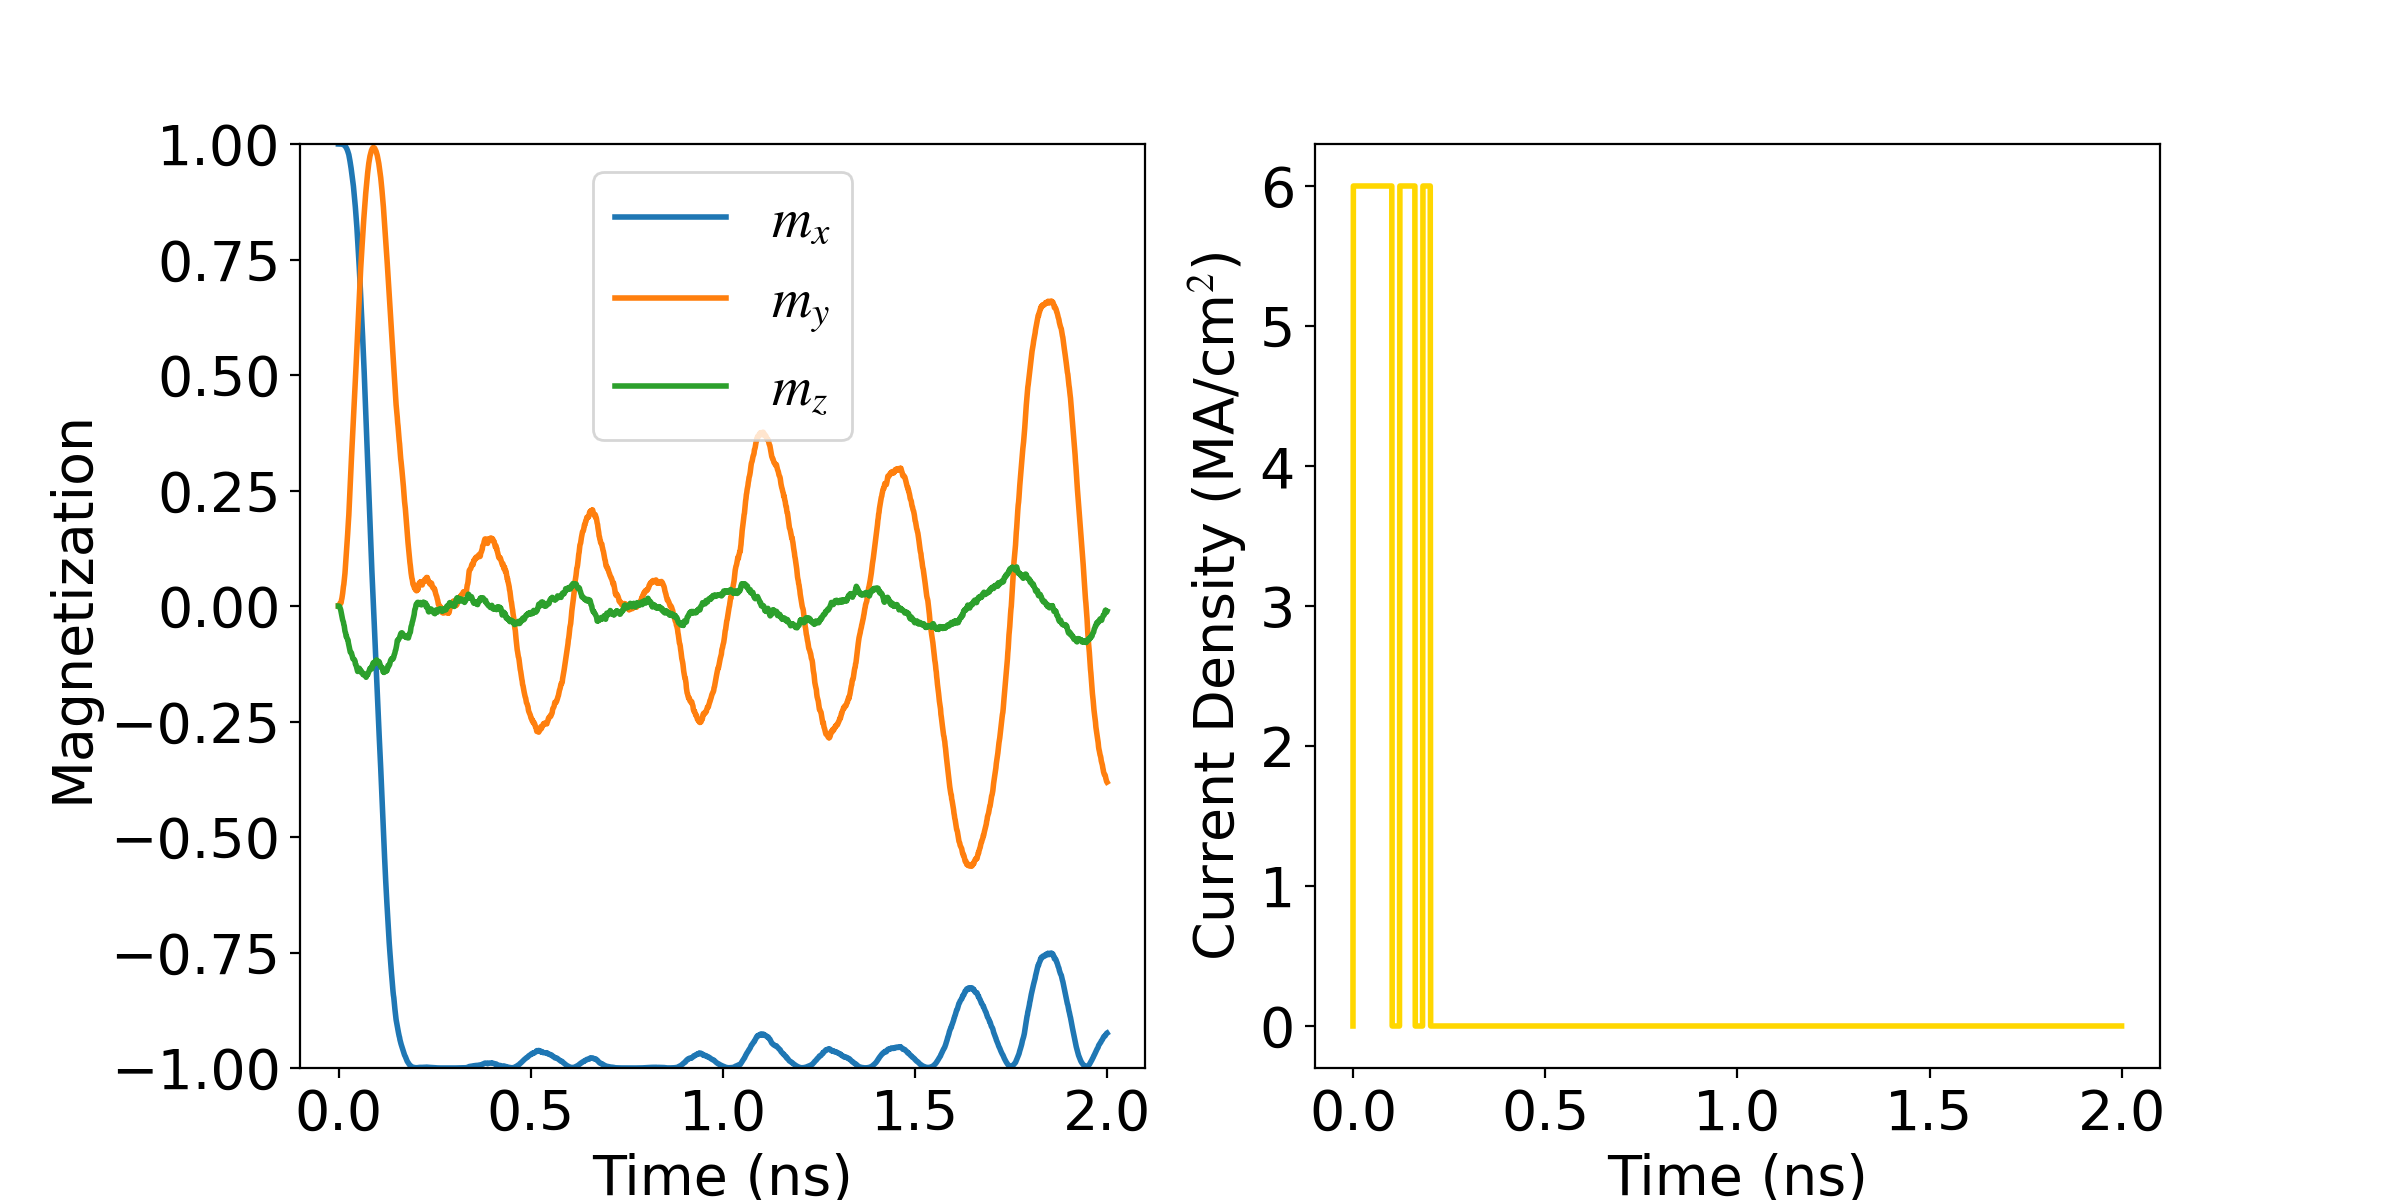 1.00
0.75
0.50
0.25
0.00
−0.25
−0.50
−0.75
−1.00
Magnetization
0.0 0.5 1.0 1.5 2.0
Time (ns)
m_x
m_y
m_z
6
5
4
3
2
1
0
Current Density (MA/cm²)
0.0 0.5 1.0 1.5 2.0
Time (ns)